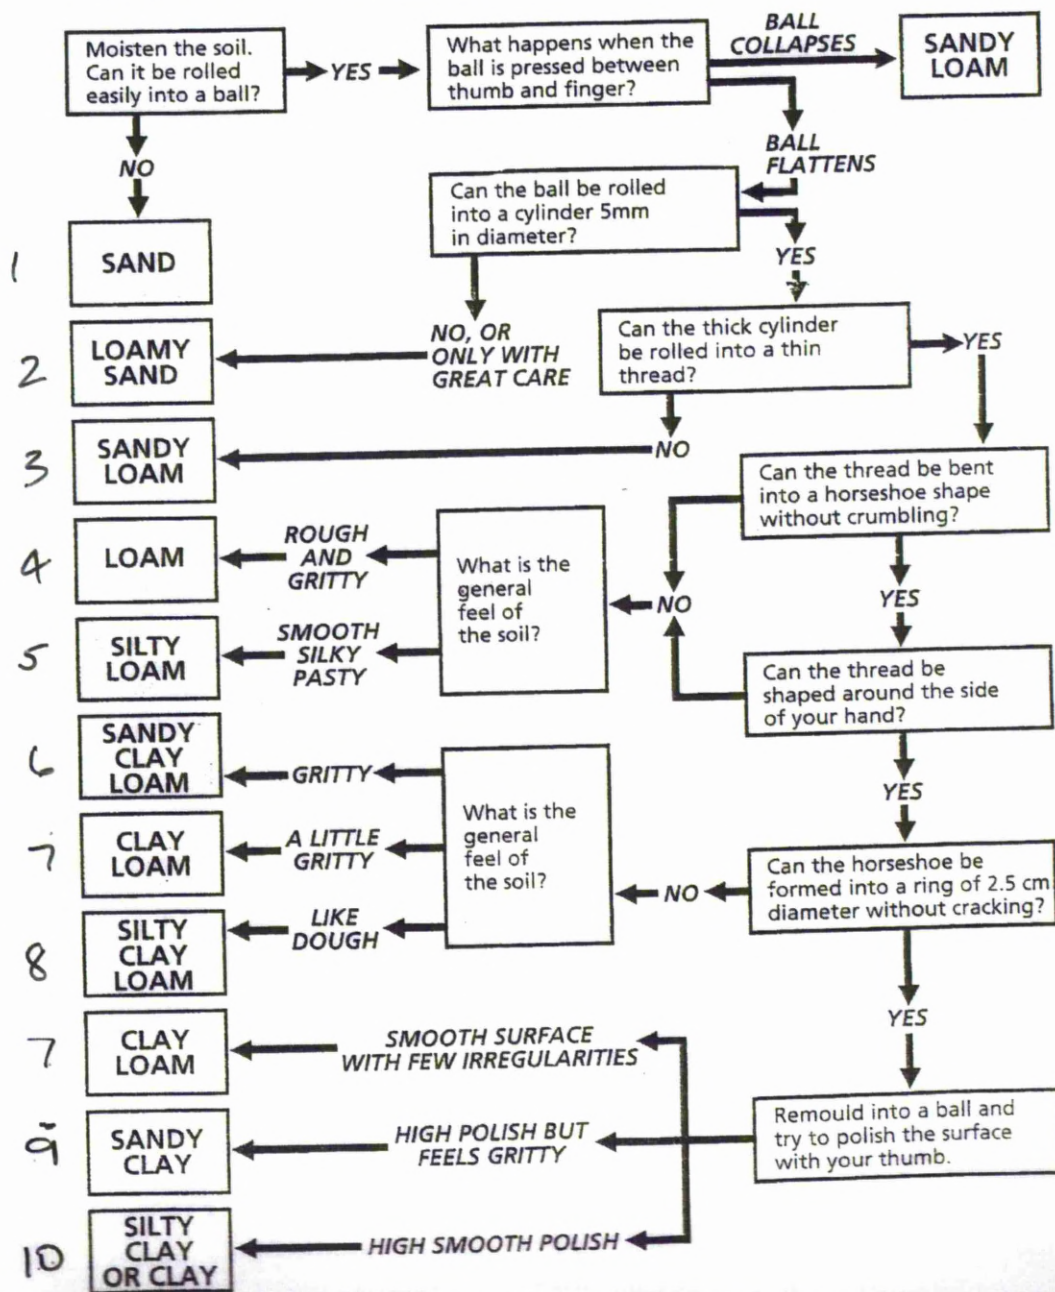 Moisten the soil.
Can it be rolled
easily into a ball?
YES
What happens when the
ball is pressed between
thumb and finger?
BALL
COLLAPSES
SANDY
LOAM
NO
BALL
FLATTENS
Can the ball be rolled
into a cylinder 5mm
in diameter?
YES
1
SAND
NO, OR
ONLY WITH
GREAT CARE
2
LOAMY
SAND
Can the thick cylinder
be rolled into a thin
thread?
YES
NO
3
SANDY
LOAM
Can the thread be bent
into a horseshoe shape
without crumbling?
NO
YES
What is the
general
feel of
the soil?
ROUGH
AND
GRITTY
4
LOAM
SMOOTH
SILKY
PASTY
5
SILTY
LOAM
Can the thread be
shaped around the side
of your hand?
YES
6
SANDY
CLAY
LOAM
GRITTY
What is the
general
feel of
the soil?
7
CLAY
LOAM
A LITTLE
GRITTY
NO
Can the horseshoe be
formed into a ring of 2.5 cm
diameter without cracking?
8
SILTY
CLAY
LOAM
LIKE
DOUGH
YES
7
CLAY
LOAM
SMOOTH SURFACE
WITH FEW IRREGULARITIES
Remould into a ball and
try to polish the surface
with your thumb.
9
SANDY
CLAY
HIGH POLISH BUT
FEELS GRITTY
10
SILTY
CLAY
OR CLAY
HIGH SMOOTH POLISH